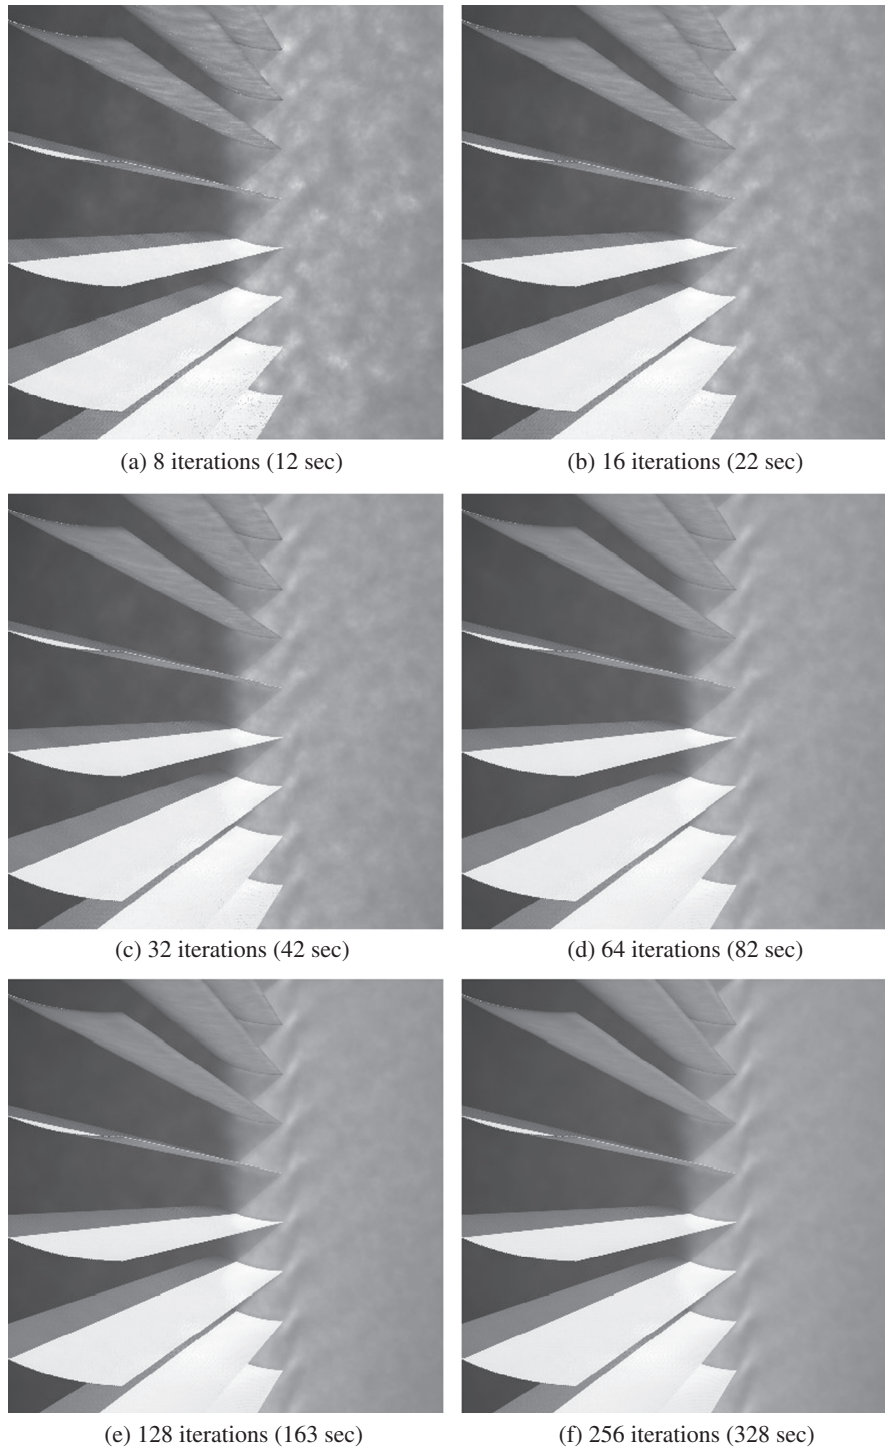 (a) 8 iterations (12 sec)
(b) 16 iterations (22 sec)
(c) 32 iterations (42 sec)
(d) 64 iterations (82 sec)
(e) 128 iterations (163 sec)
(f) 256 iterations (328 sec)